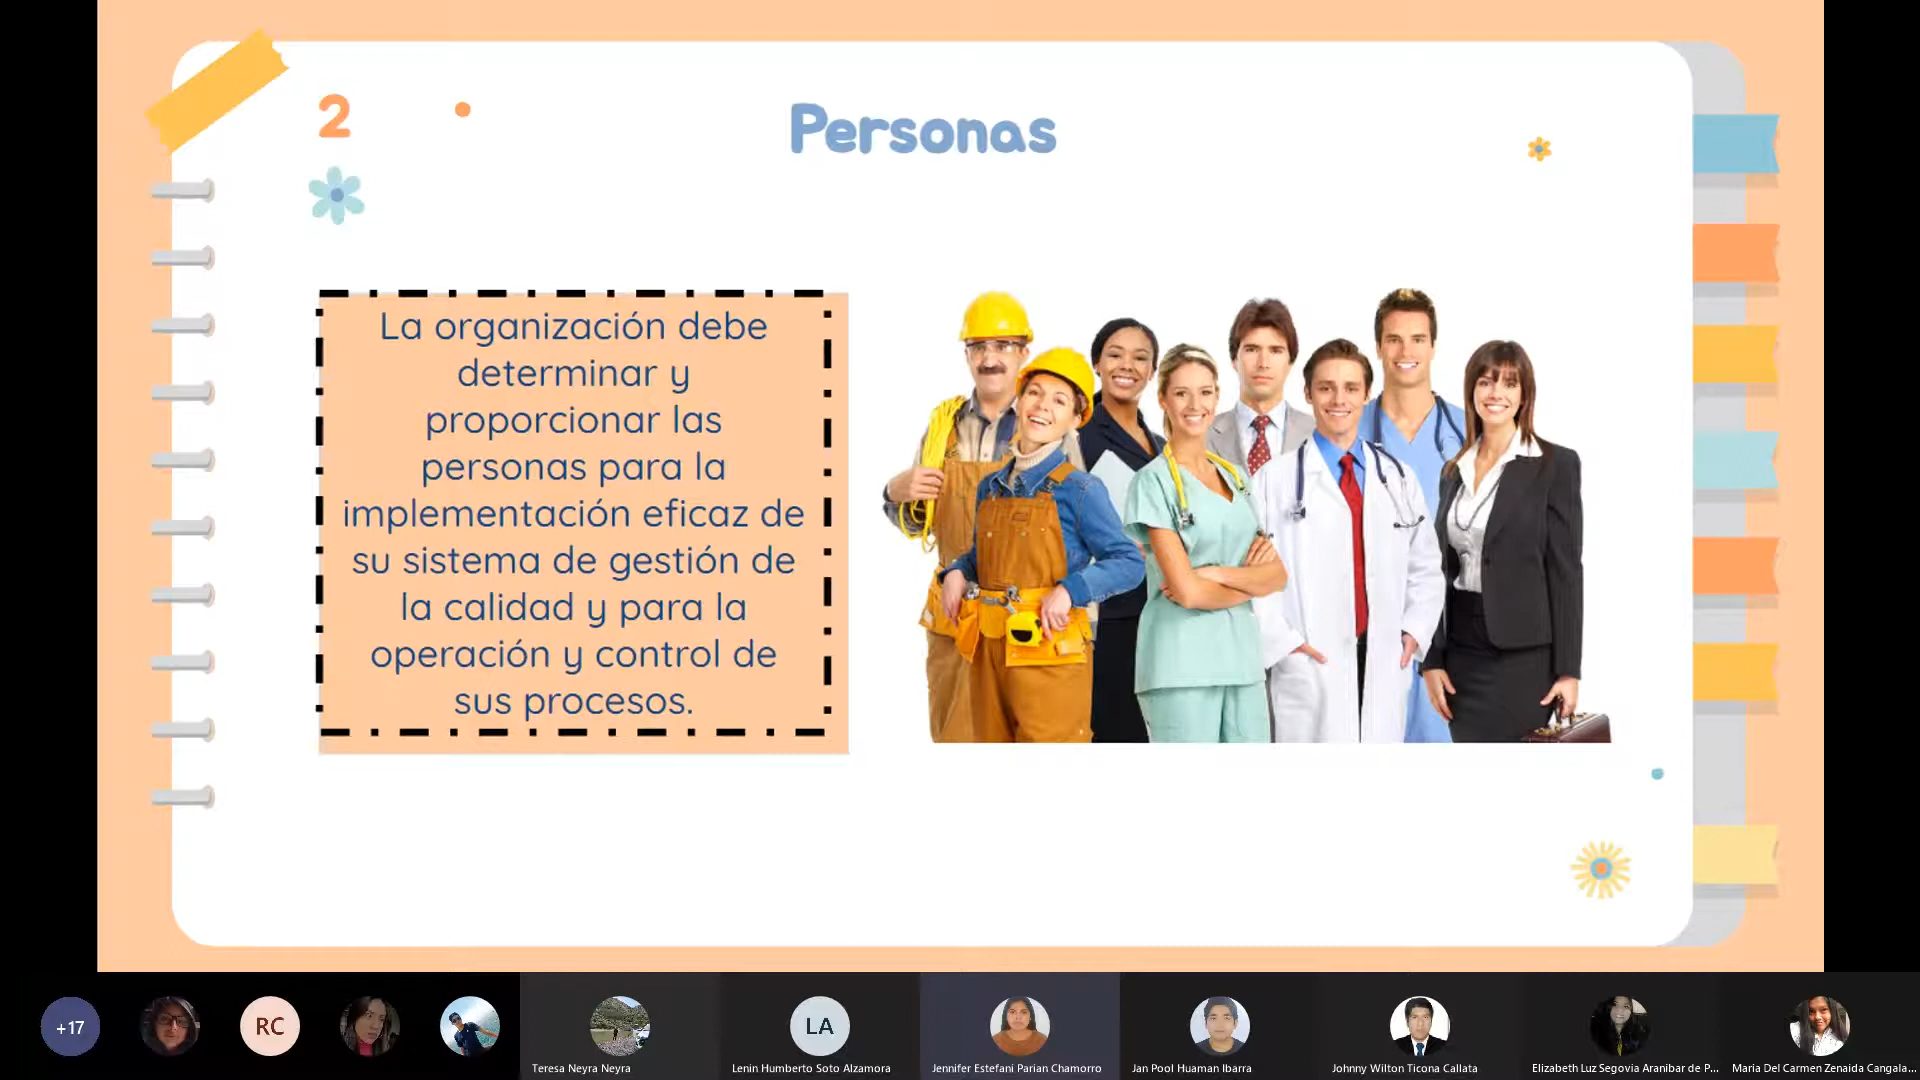 2
Personas
La organización debe
determinar y
proporcionar las
personas para la
implementación eficaz de
su sistema de gestión de
la calidad y para la
operación y control de
sus procesos.
+17
RC
LA
Teresa Neyra Neyra
Lenin Humberto Soto Alzamora
Jennifer Estefani Parian Chamorro
Jan Pool Huaman Ibarra
Johnny Wilton Ticona Callata
Elizabeth Luz Segovia Aranibar de P...
Maria Del Carmen Zenaida Cangala...